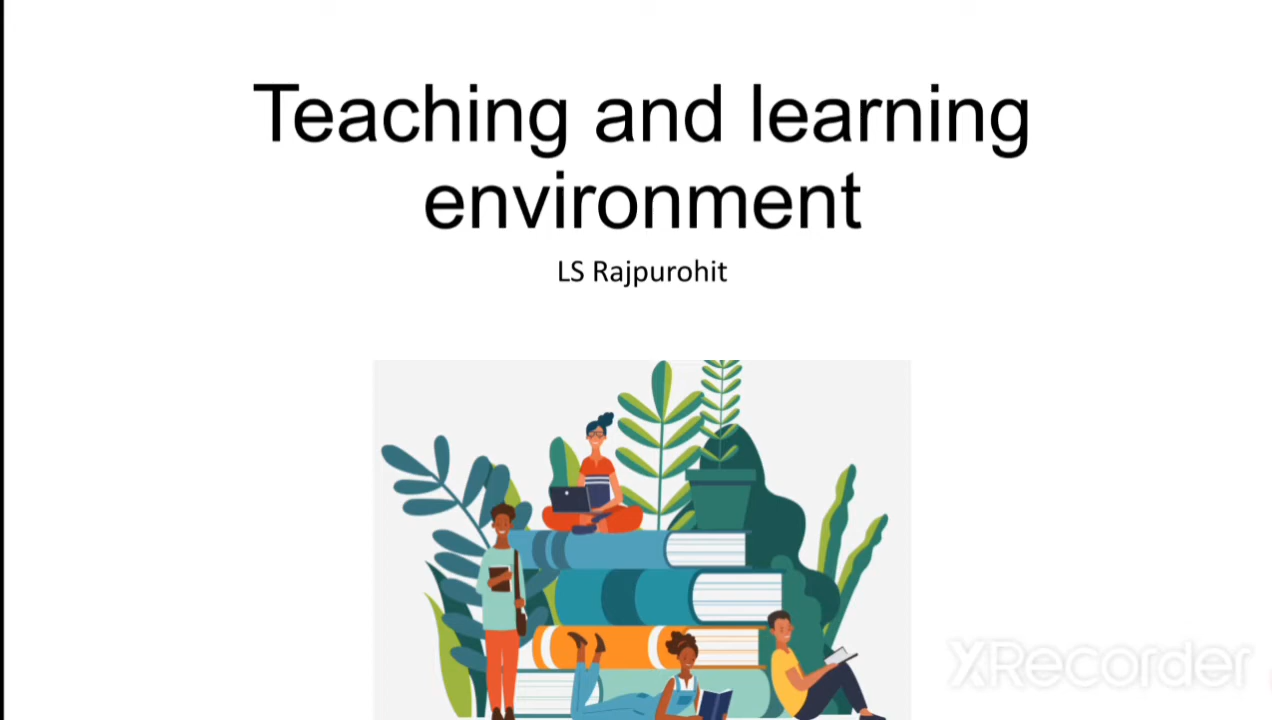 Teaching and learning
environment
LS Rajpurohit
XRecorder